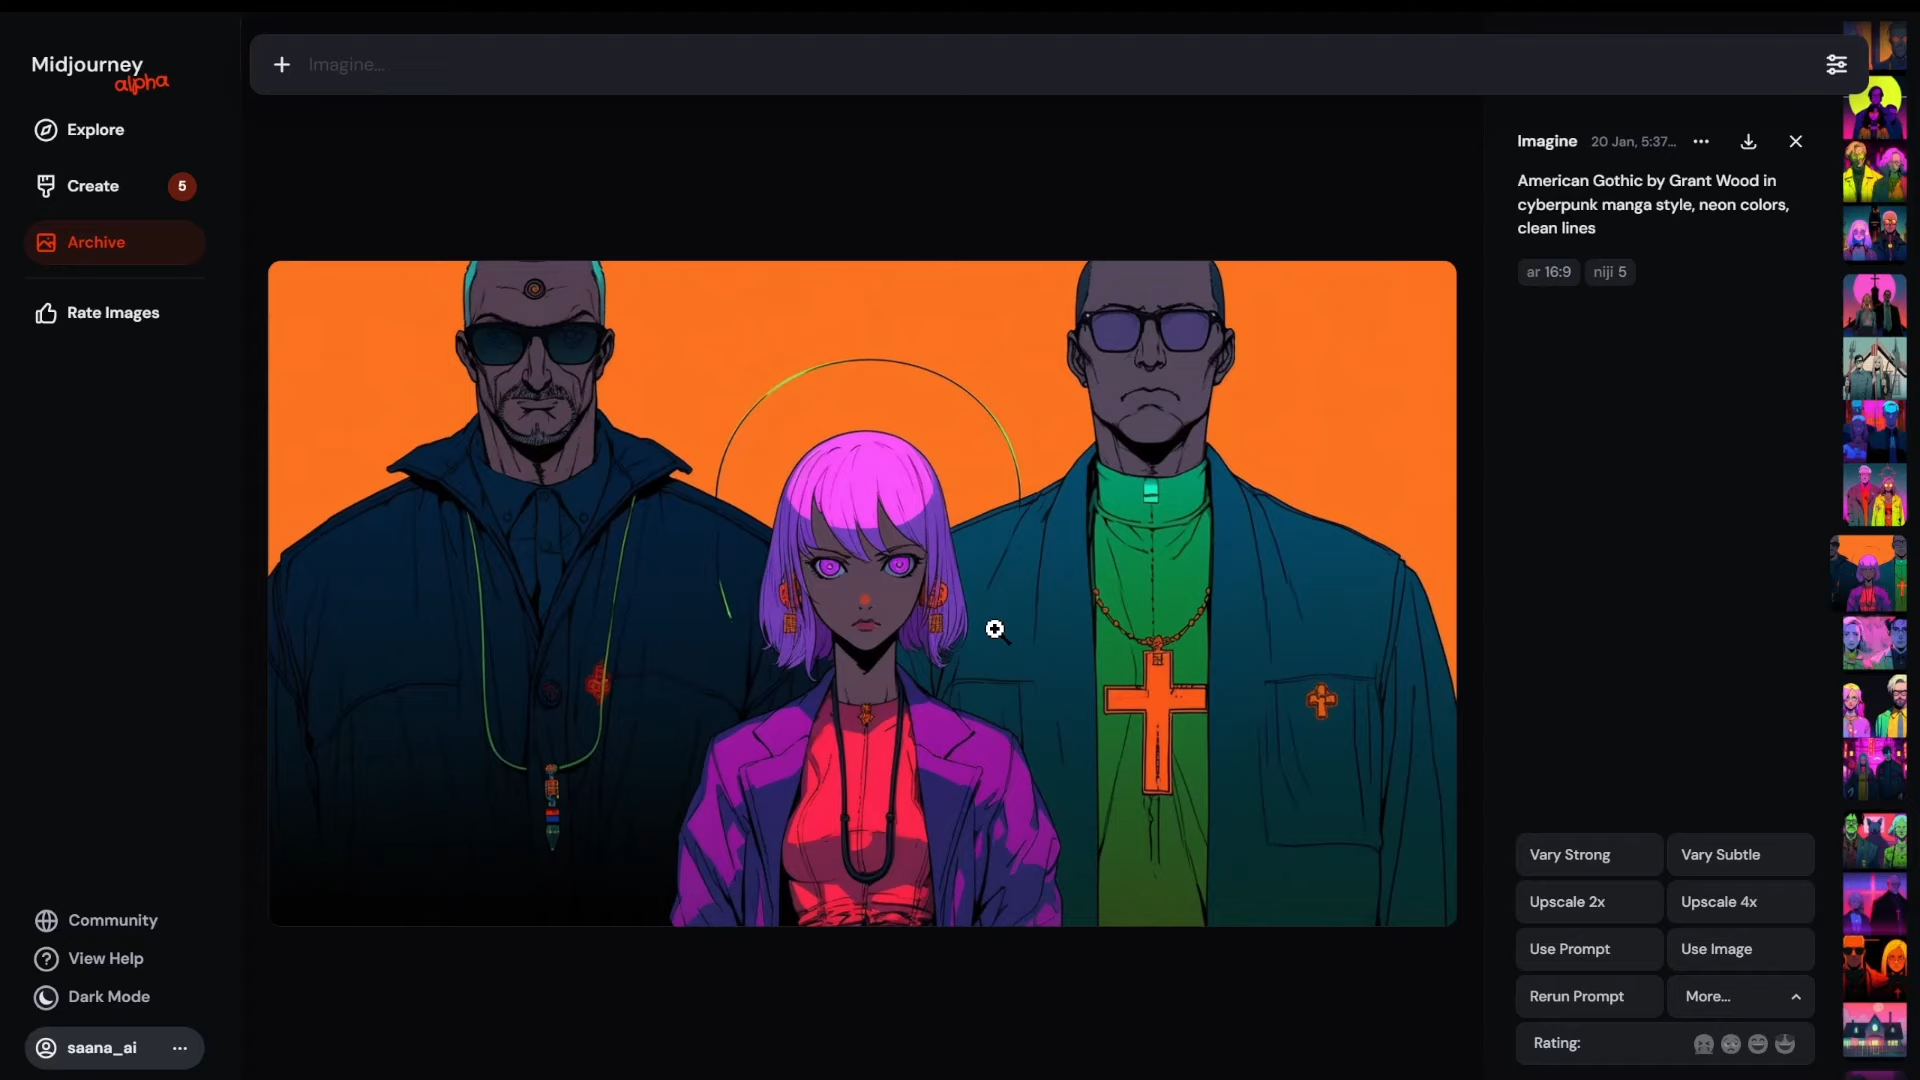 Midjourney
alpha
Imagine...
Explore
Create
5
Archive
Rate Images
Imagine
20 Jan, 5:37...
American Gothic by Grant Wood in
cyberpunk manga style, neon colors,
clean lines
ar 16:9
niji 5
Vary Strong
Vary Subtle
Upscale 2x
Upscale 4x
Use Prompt
Use Image
Rerun Prompt
More...
Rating:
Community
View Help
Dark Mode
saana_ai